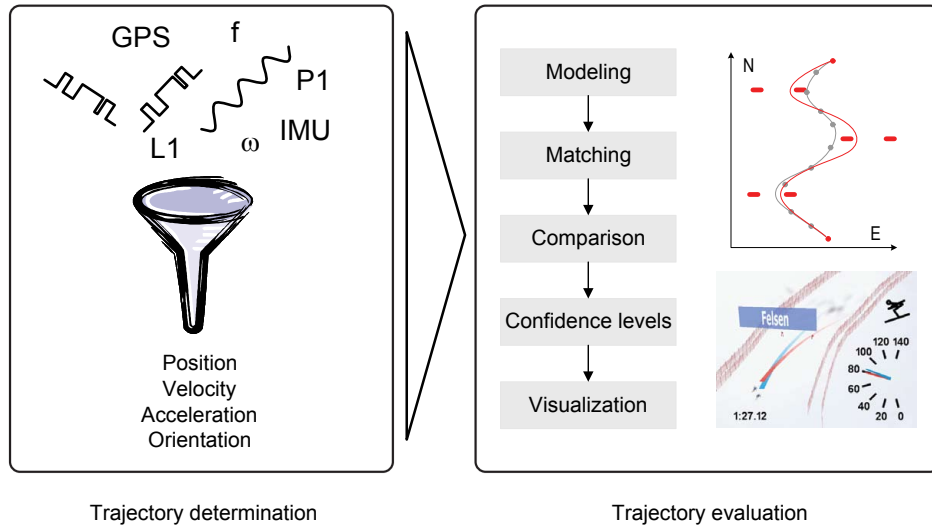 GPS
f
P1
L1
ω
IMU
Position
Velocity
Acceleration
Orientation
Trajectory determination
Modeling
Matching
Comparison
Confidence levels
Visualization
N
E
Felsen
120 140
100
80
60
40
20 0
1:27.12
Trajectory evaluation